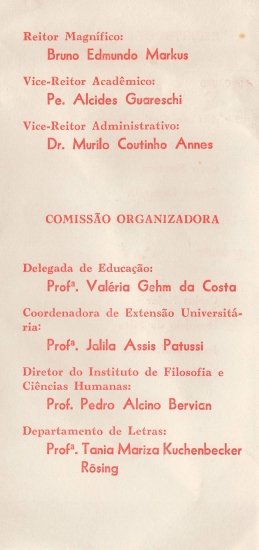 Reitor Magnífico:
Bruno Edmundo Markus
Vice-Reitor Acadêmico:
Pe. Alcides Guareschi
Vice-Reitor Administrativo:
Dr. Murilo Coutinho Annes
COMISSÃO ORGANIZADORA
Delegada de Educação:
Profª. Valéria Gehm da Costa
Coordenadora de Extensão Universitá-
ria:
Profª. Jalila Assis Patussi
Diretor do Instituto de Filosofia e
Ciências Humanas:
Prof. Pedro Alcino Bervian
Departamento de Letras:
Profª. Tania Mariza Kuchenbecker
Rösing